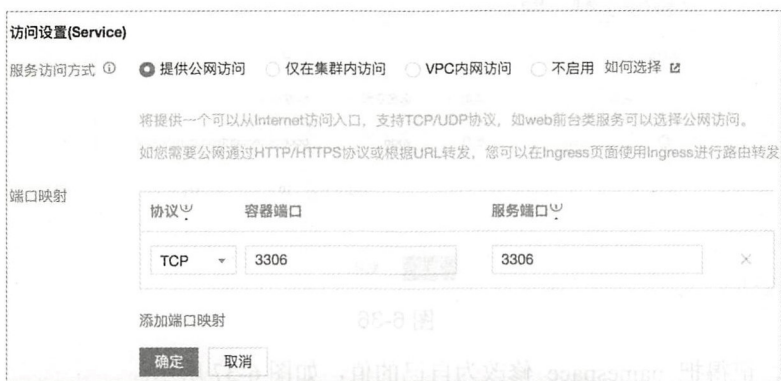 访问设置(Service)
服务访问方式 提供公网访问 仅在集群内访问 VPC内网访问 不启用 如何选择
将提供一个可以从Internet访问入口，支持TCP/UDP协议，如web前台类服务可以选择公网访问。
如您需要公网通过HTTP/HTTPS协议或根据URL转发，您可以在Ingress页面使用Ingress进行路由转发
端口映射
协议 容器端口 服务端口
TCP 3306 3306
添加端口映射
确定 取消